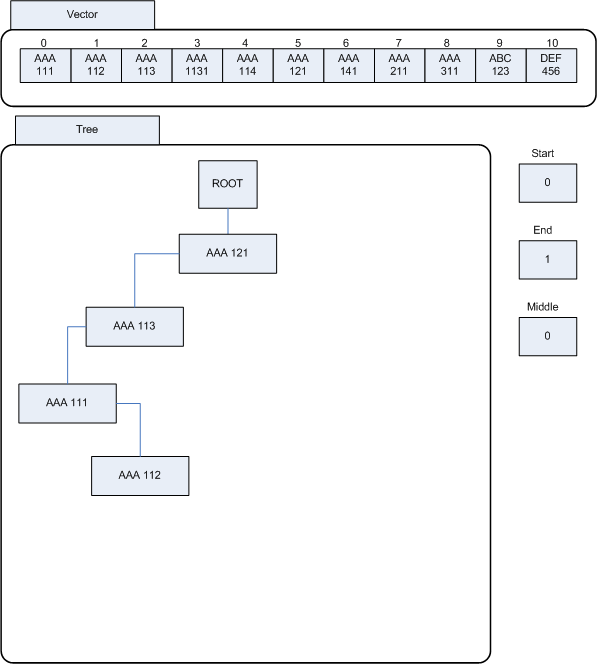 Vector
0 1 2 3 4 5 6 7 8 9 10
AAA AAA AAA AAA AAA AAA AAA AAA AAA ABC DEF
111 112 113 1131 114 121 141 211 311 123 456
Tree
ROOT
AAA 121
AAA 113
AAA 111
AAA 112
Start
0
End
1
Middle
0